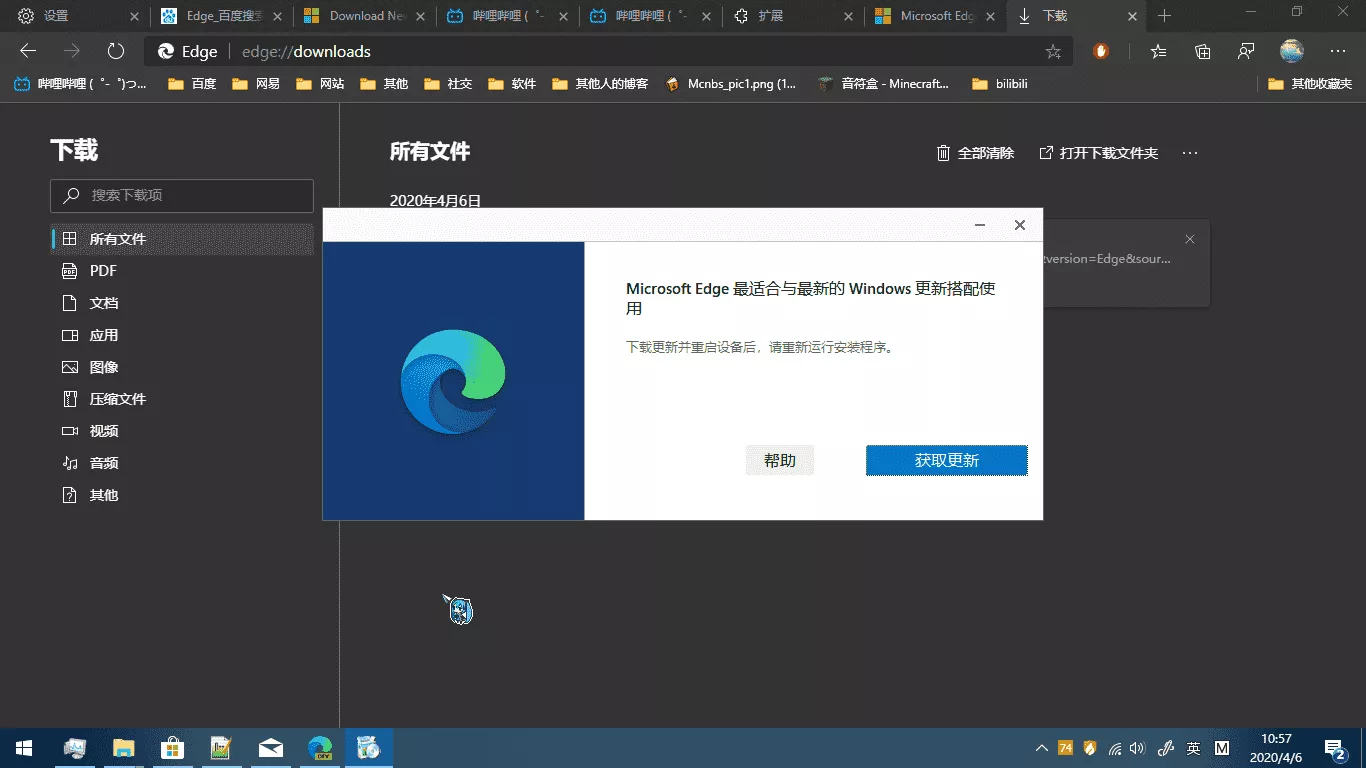 设置
Edge_百度搜索
Download Ne
哔哩哔哩 ( ゜-
哔哩哔哩 ( ゜-
扩展
Microsoft Edg
下载
Edge
edge://downloads
哔哩哔哩 ( ゜- ゜)つ...
百度
网易
网站
其他
社交
软件
其他人的博客
Mcnbs_pic1.png (1...
音符盒 - Minecraft...
bilibili
其他收藏夹
下载
所有文件
全部清除
打开下载文件夹
搜索下载项
2020年4月6日
所有文件
PDF
文档
应用
图像
压缩文件
视频
音频
其他
version=Edge&sour...
Microsoft Edge 最适合与最新的 Windows 更新搭配使
用
下载更新并重启设备后，请重新运行安装程序。
帮助
获取更新
DEV
74
英
M
10:57
2020/4/6
2